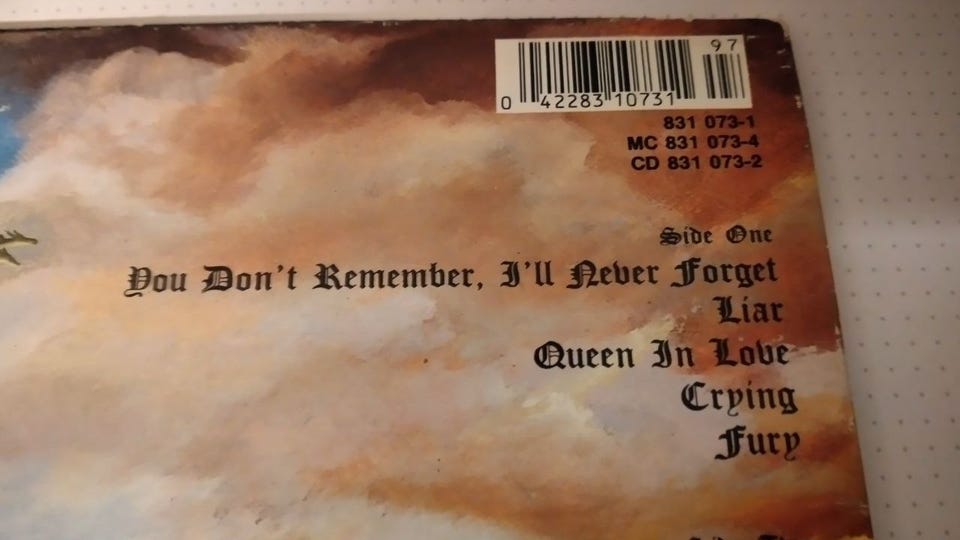 97
0 42283 10731
831 073-1
MC 831 073-4
CD 831 073-2
Side One
You Don't Remember, I'll Never Forget
Liar
Queen In Love
Crying
Fury